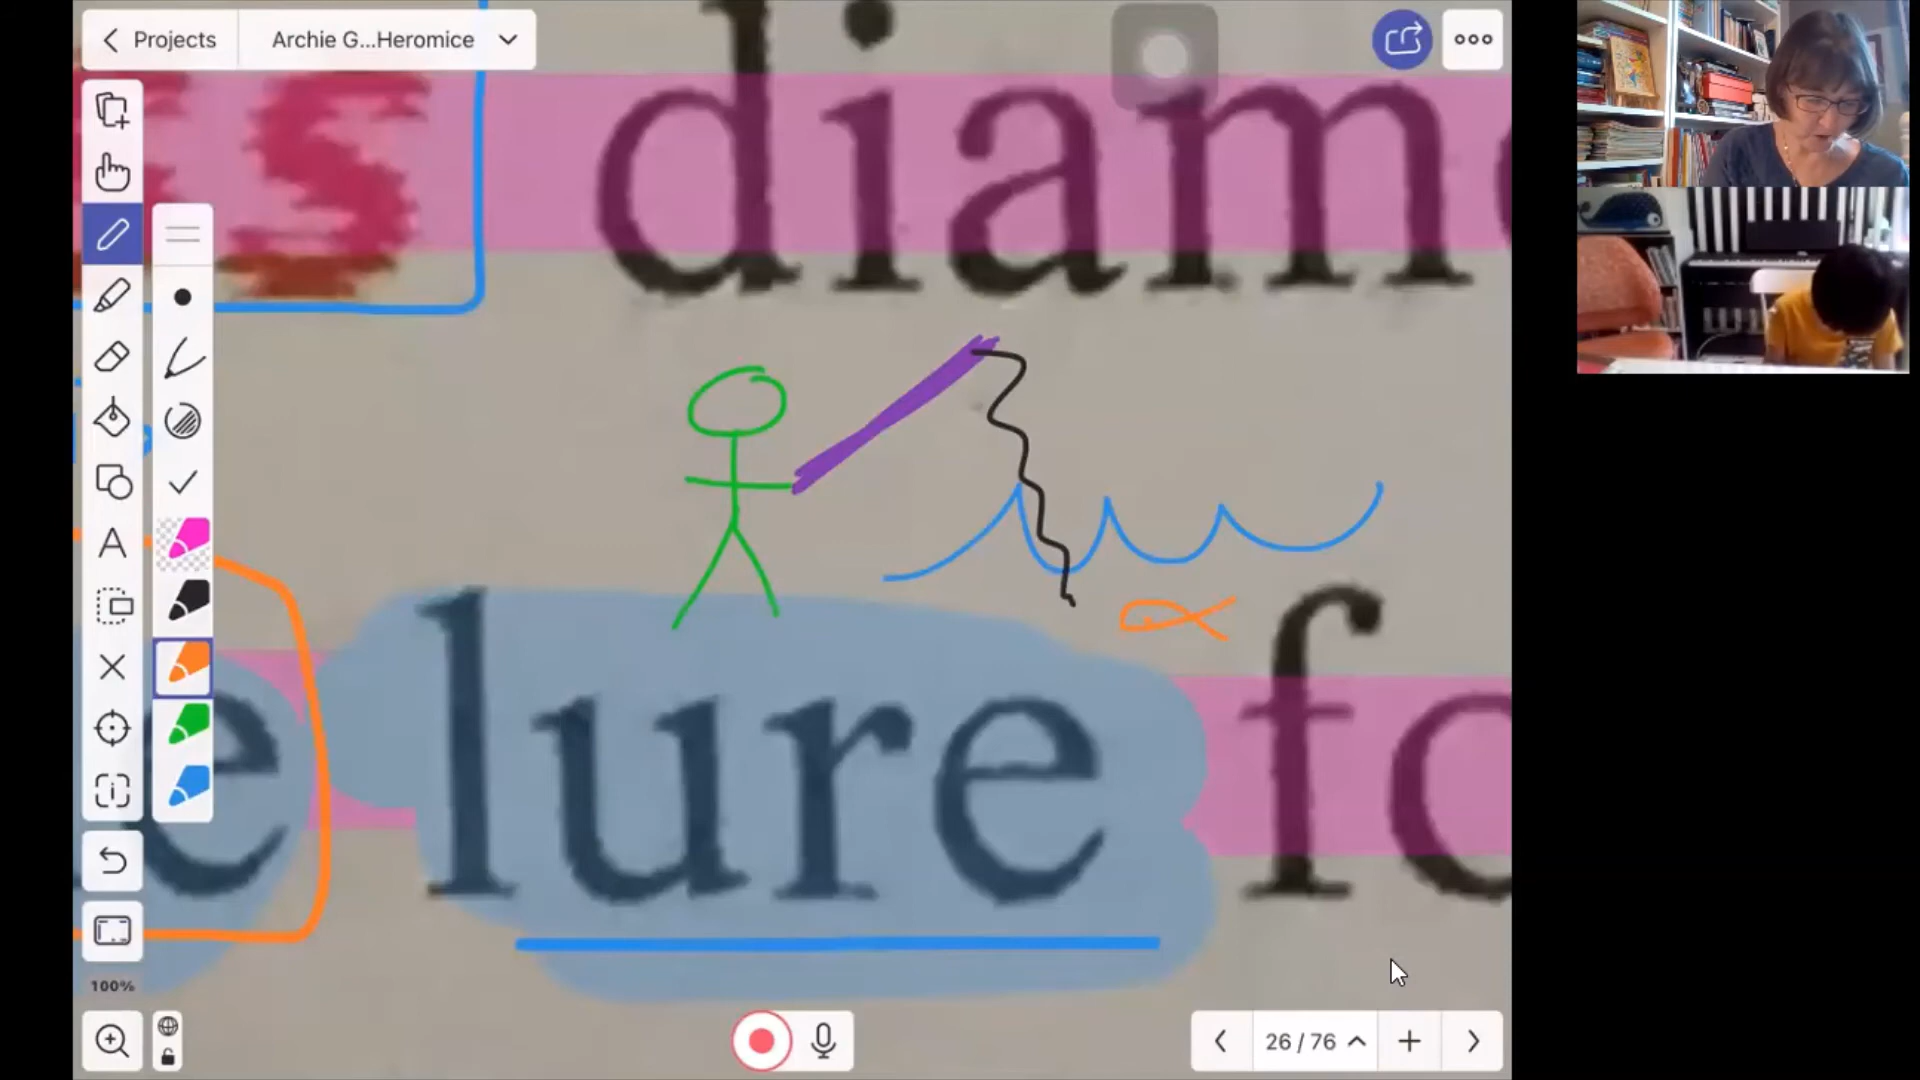 Projects
Archie G...Heromice
s diam
e lure fo
A
100%
26 / 76